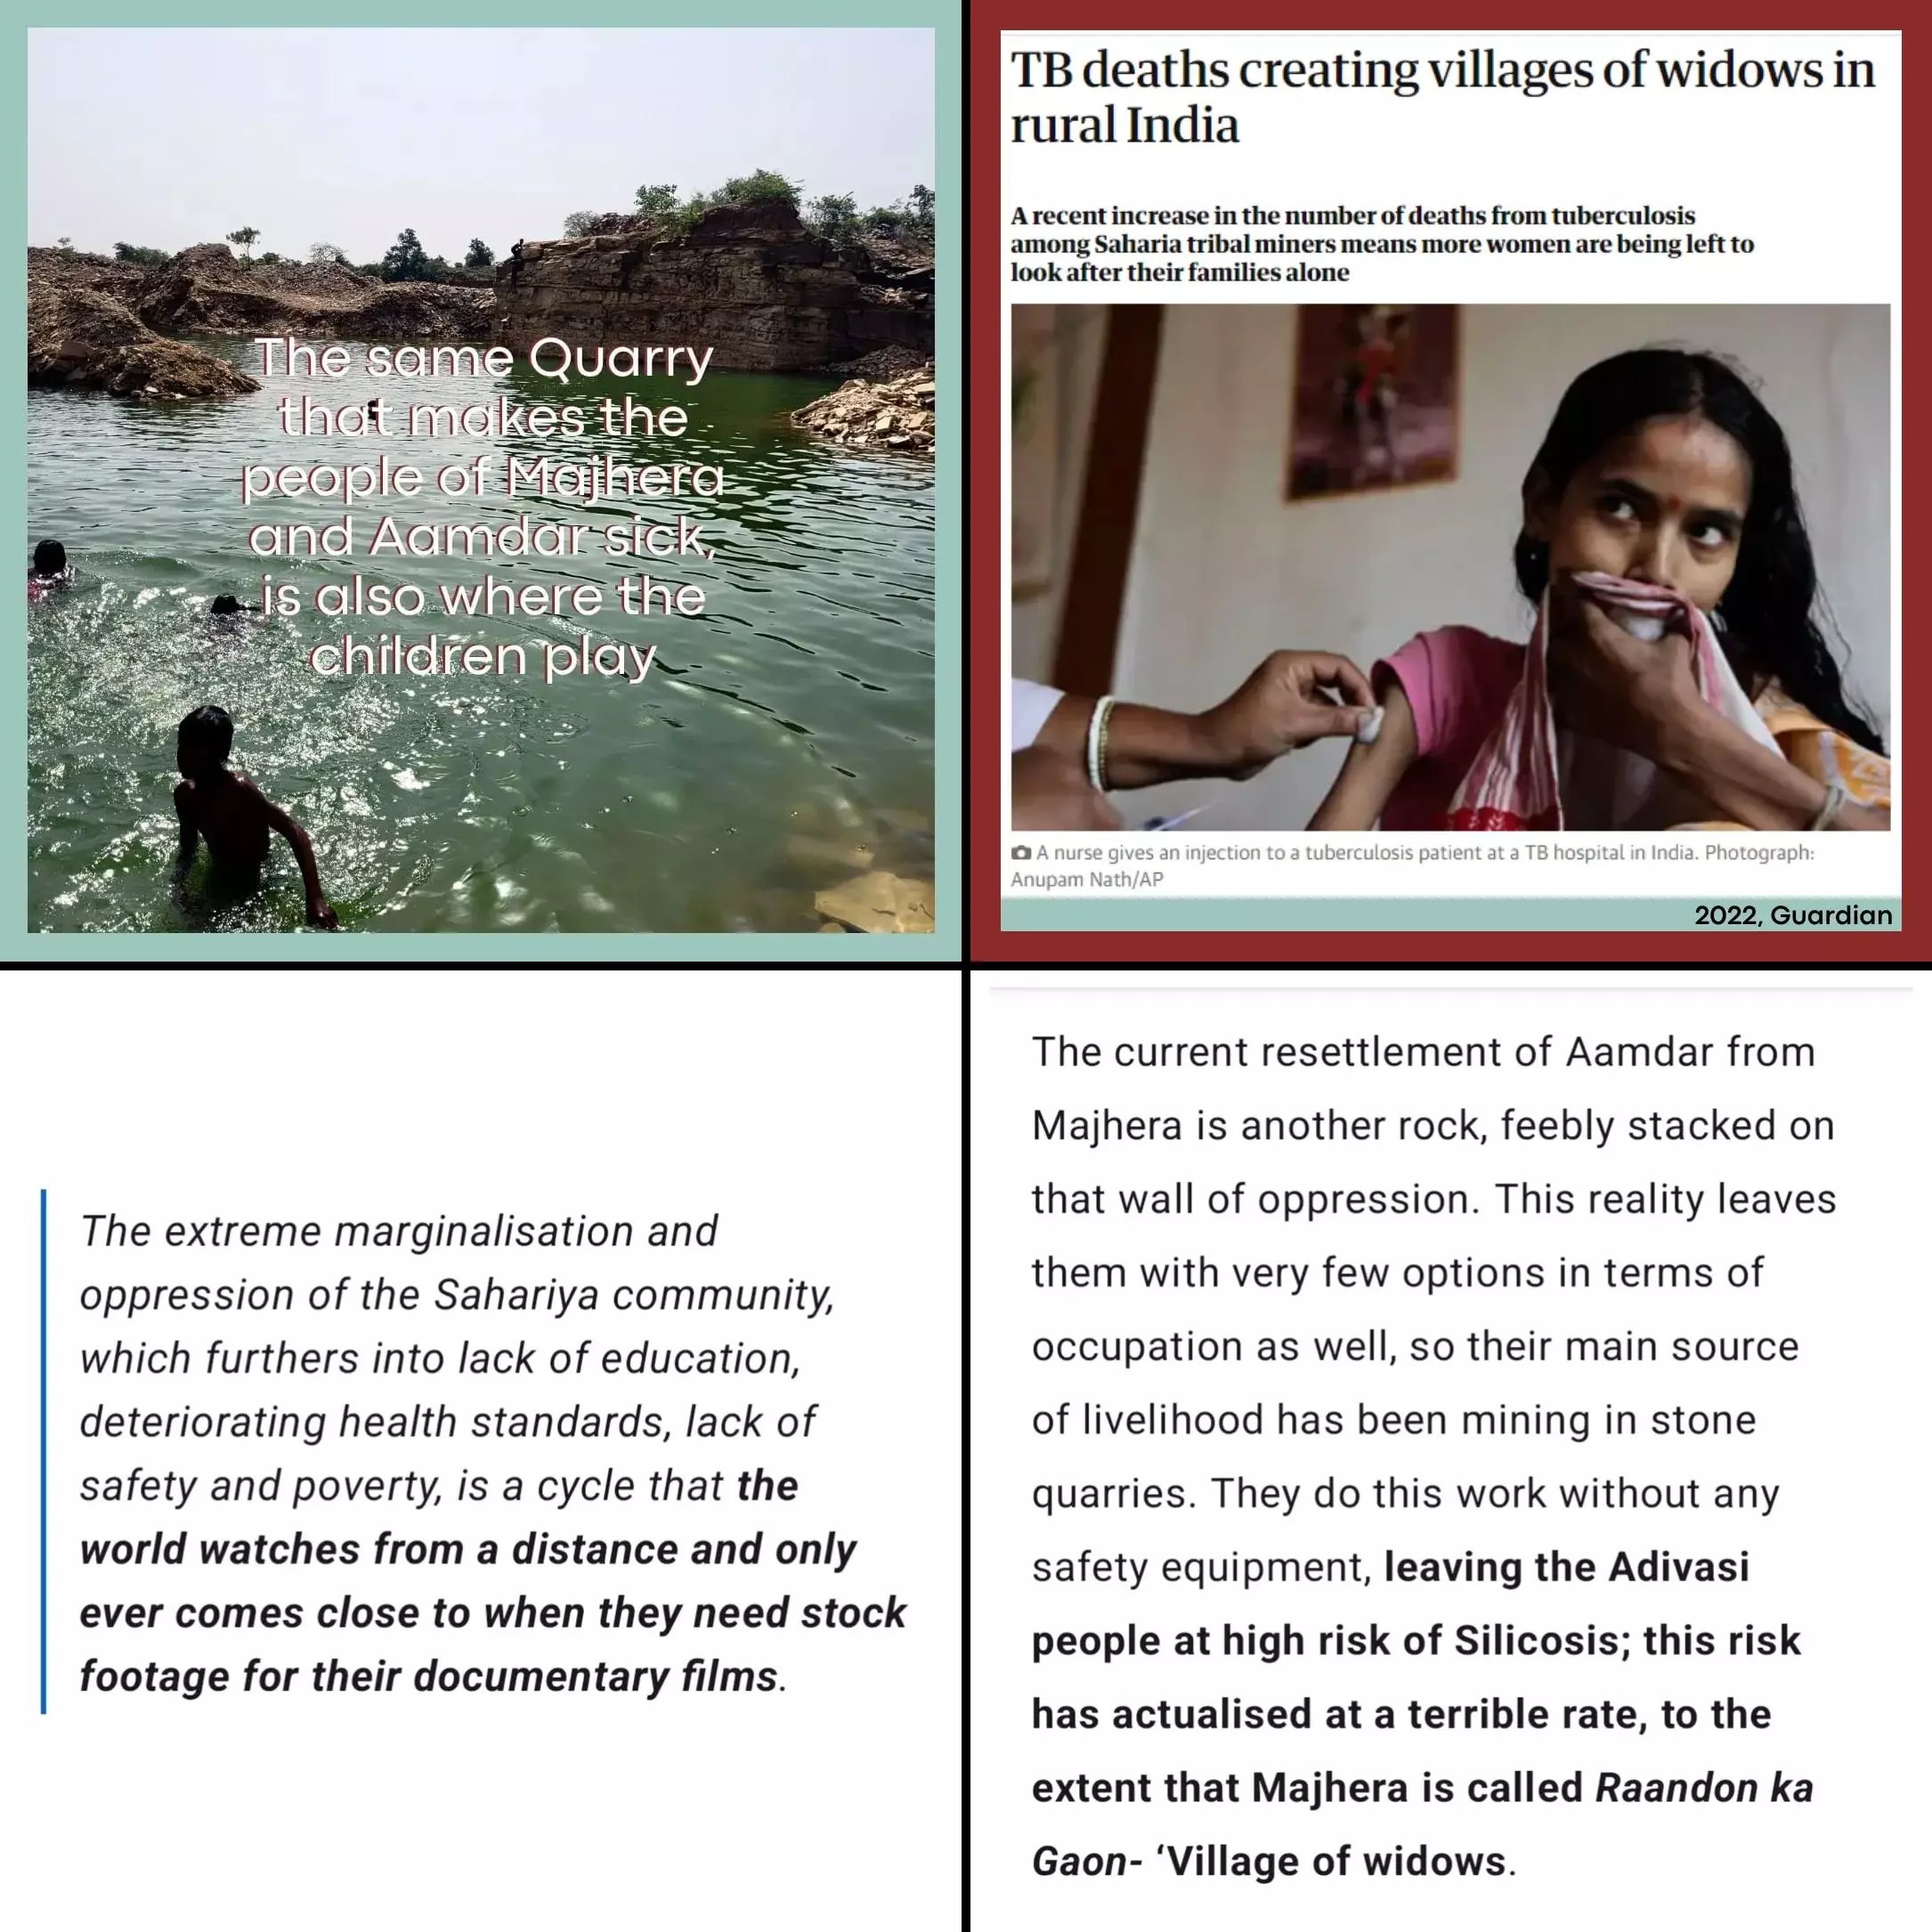 The same Quarry
that makes the
people of Majhera
and Aamdar sick,
is also where the
children play
TB deaths creating villages of widows in
rural India
A recent increase in the number of deaths from tuberculosis
among Saharia tribal miners means more women are being left to
look after their families alone
A nurse gives an injection to a tuberculosis patient at a TB hospital in India. Photograph:
Anupam Nath/AP
2022, Guardian
The extreme marginalisation and
oppression of the Sahariya community,
which furthers into lack of education,
deteriorating health standards, lack of
safety and poverty, is a cycle that the
world watches from a distance and only
ever comes close to when they need stock
footage for their documentary films.
The current resettlement of Aamdar from
Majhera is another rock, feebly stacked on
that wall of oppression. This reality leaves
them with very few options in terms of
occupation as well, so their main source
of livelihood has been mining in stone
quarries. They do this work without any
safety equipment, leaving the Adivasi
people at high risk of Silicosis; this risk
has actualised at a terrible rate, to the
extent that Majhera is called Raandon ka
Gaon- ‘Village of widows.